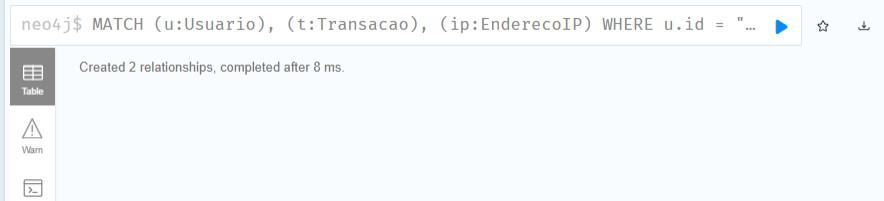 neo4j$ MATCH (u:Usuario), (t:Transacao), (ip:EnderecoIP) WHERE u.id = "…
Table
Created 2 relationships, completed after 8 ms.
Warn
>_